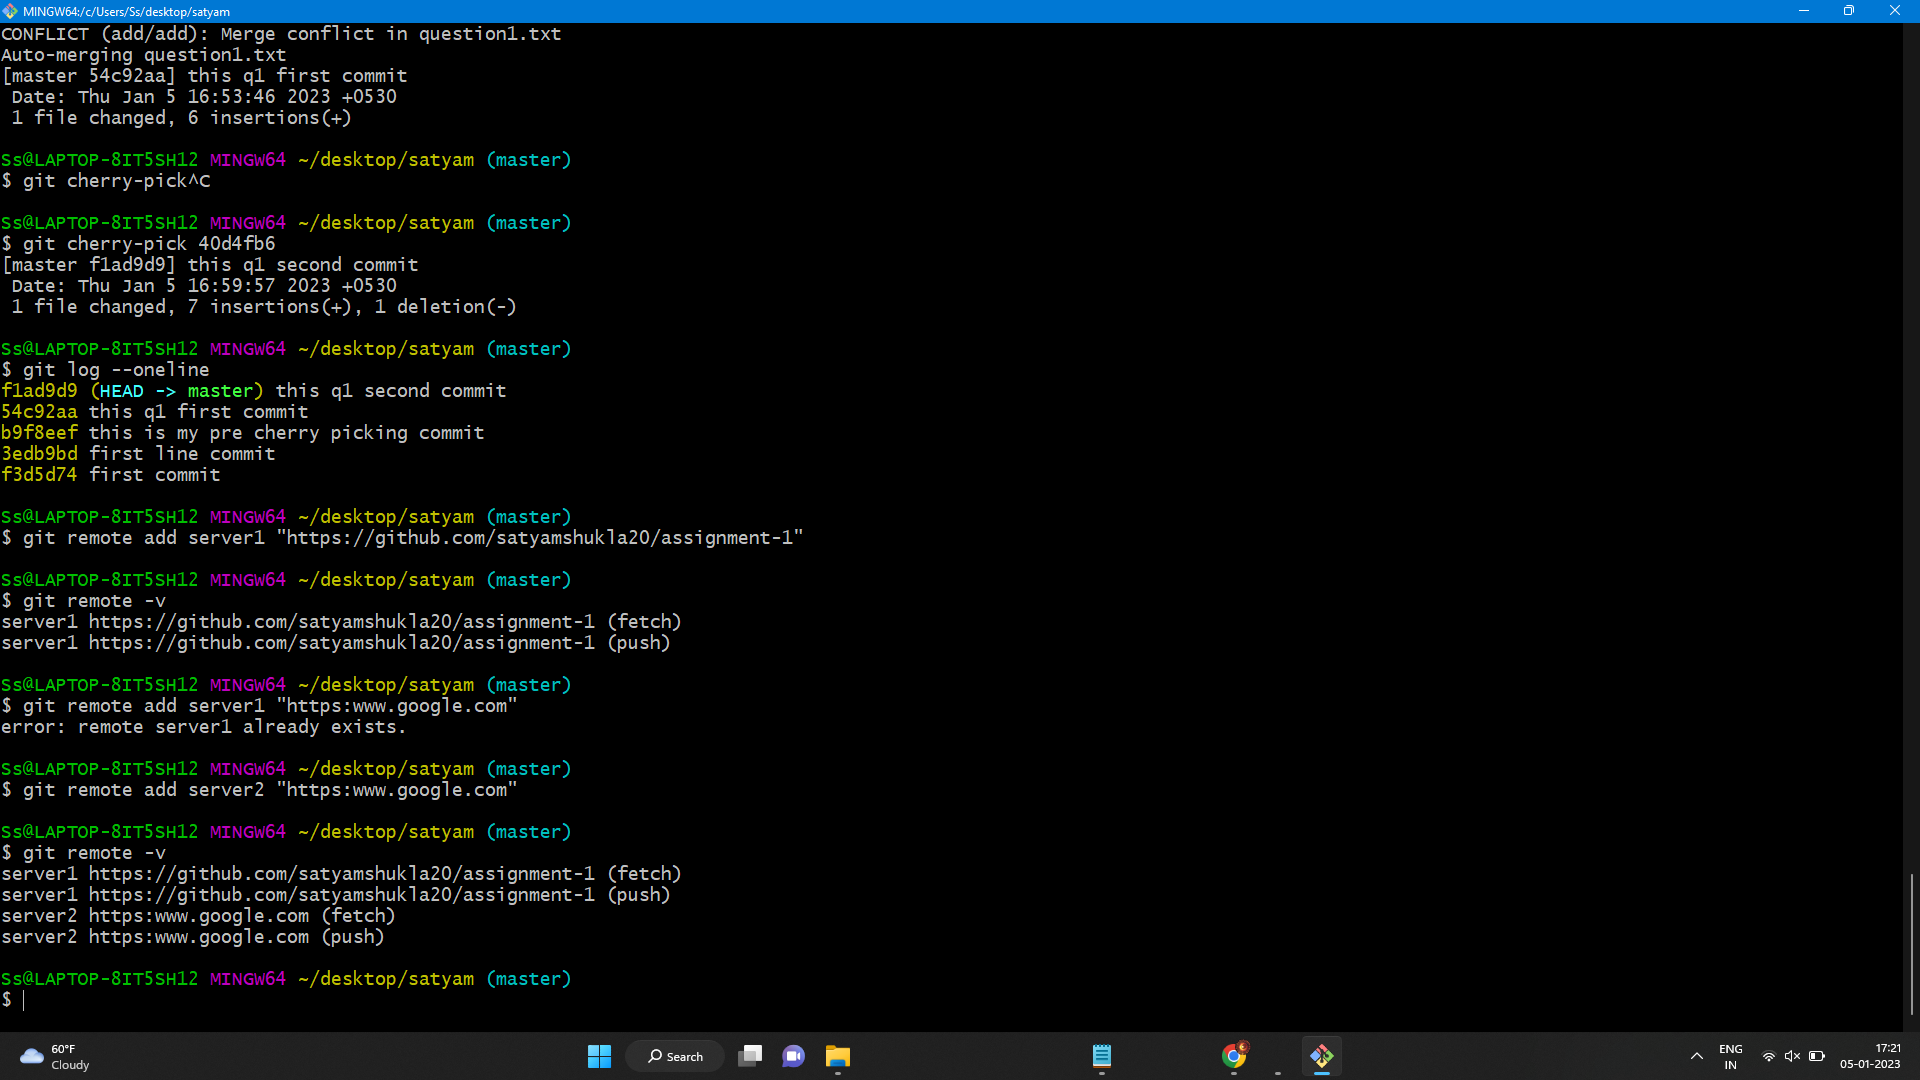 MINGW64:/c/Users/Ss/desktop/satyam
CONFLICT (add/add): Merge conflict in question1.txt
Auto-merging question1.txt
[master 54c92aa] this q1 first commit
 Date: Thu Jan 5 16:53:46 2023 +0530
 1 file changed, 6 insertions(+)
Ss@LAPTOP-8IT5SH12 MINGW64 ~/desktop/satyam (master)
$ git cherry-pick^C
Ss@LAPTOP-8IT5SH12 MINGW64 ~/desktop/satyam (master)
$ git cherry-pick 40d4fb6
[master f1ad9d9] this q1 second commit
 Date: Thu Jan 5 16:59:57 2023 +0530
 1 file changed, 7 insertions(+), 1 deletion(-)
Ss@LAPTOP-8IT5SH12 MINGW64 ~/desktop/satyam (master)
$ git log --oneline
f1ad9d9 (HEAD -> master) this q1 second commit
54c92aa this q1 first commit
b9f8eef this is my pre cherry picking commit
3edb9bd first line commit
f3d5d74 first commit
Ss@LAPTOP-8IT5SH12 MINGW64 ~/desktop/satyam (master)
$ git remote add server1 "https://github.com/satyamshukla20/assignment-1"
Ss@LAPTOP-8IT5SH12 MINGW64 ~/desktop/satyam (master)
$ git remote -v
server1 https://github.com/satyamshukla20/assignment-1 (fetch)
server1 https://github.com/satyamshukla20/assignment-1 (push)
Ss@LAPTOP-8IT5SH12 MINGW64 ~/desktop/satyam (master)
$ git remote add server1 "https:www.google.com"
error: remote server1 already exists.
Ss@LAPTOP-8IT5SH12 MINGW64 ~/desktop/satyam (master)
$ git remote add server2 "https:www.google.com"
Ss@LAPTOP-8IT5SH12 MINGW64 ~/desktop/satyam (master)
$ git remote -v
server1 https://github.com/satyamshukla20/assignment-1 (fetch)
server1 https://github.com/satyamshukla20/assignment-1 (push)
server2 https:www.google.com (fetch)
server2 https:www.google.com (push)
Ss@LAPTOP-8IT5SH12 MINGW64 ~/desktop/satyam (master)
$
60°F
Cloudy
Search
ENG
IN
17:21
05-01-2023